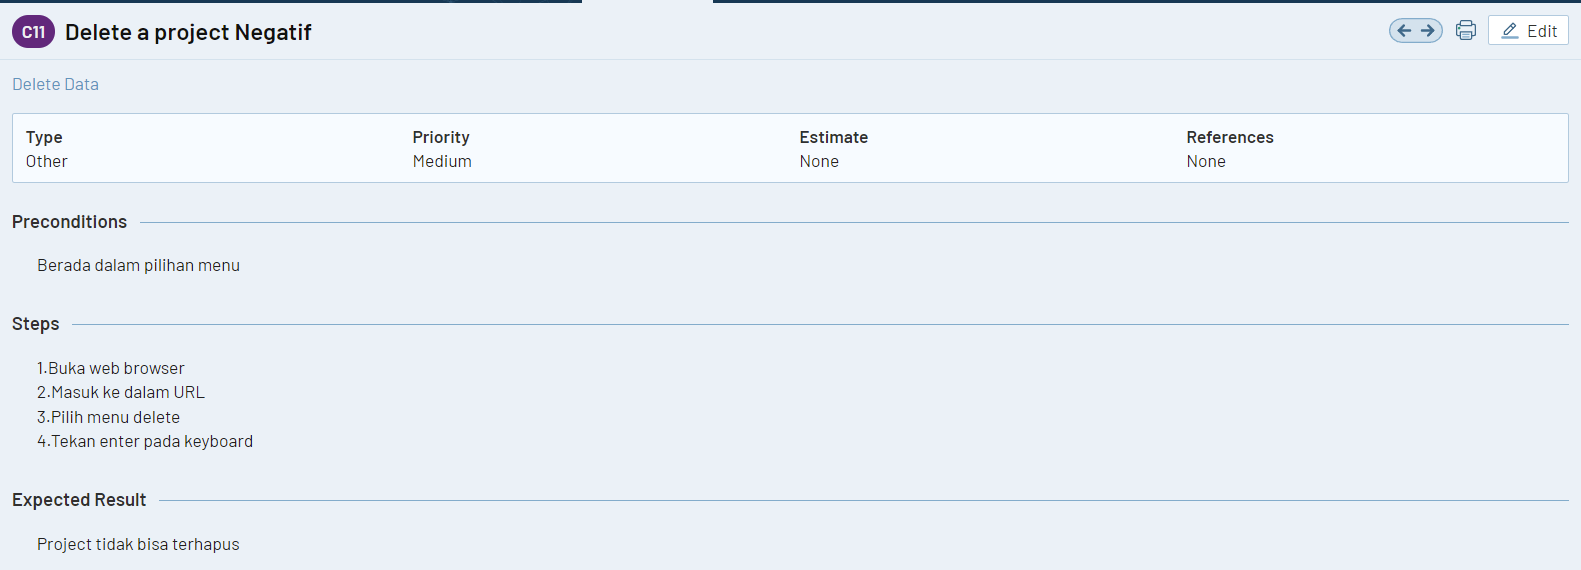 C11 Delete a project Negatif
Edit
Delete Data
Type Priority Estimate References
Other Medium None None
Preconditions
Berada dalam pilihan menu
Steps
1.Buka web browser
2.Masuk ke dalam URL
3.Pilih menu delete
4.Tekan enter pada keyboard
Expected Result
Project tidak bisa terhapus